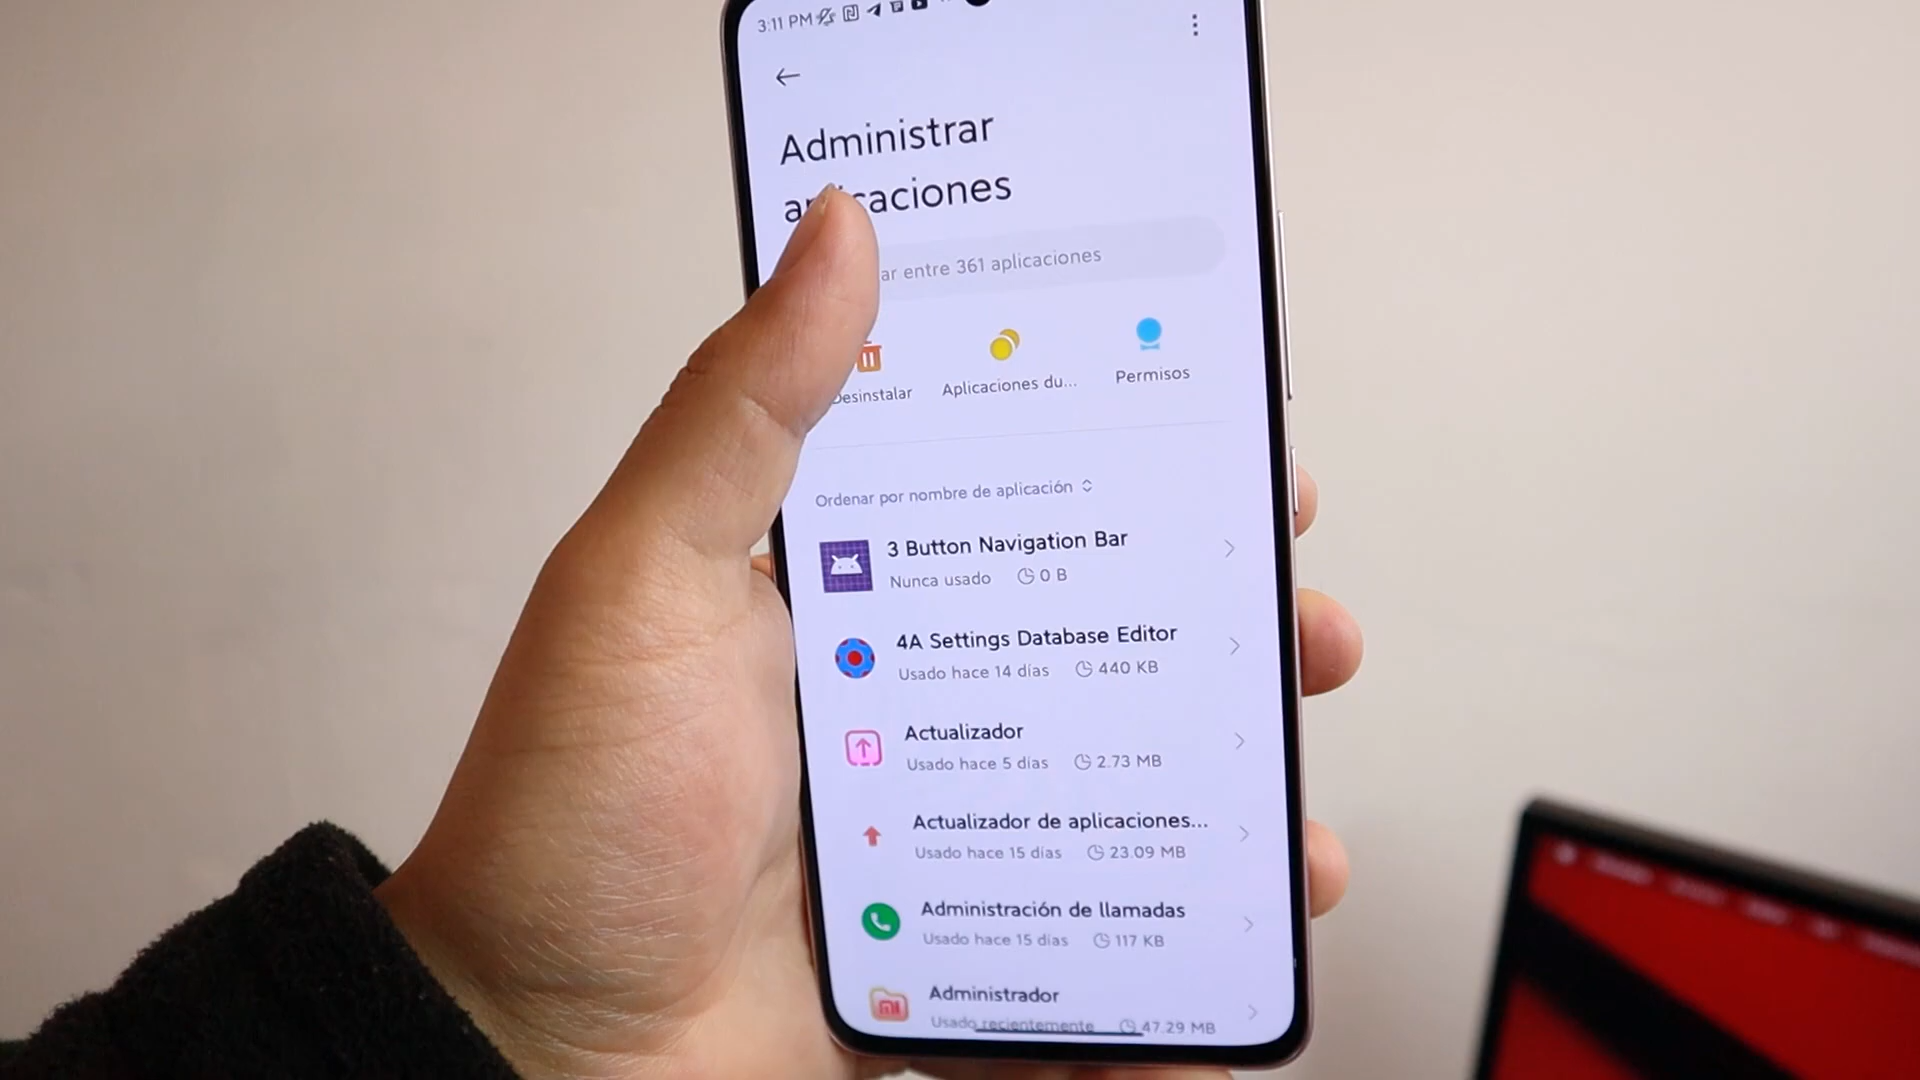 3:11 PM
Administrar
aplicaciones
ar entre 361 aplicaciones
Desinstalar
Aplicaciones du...
Permisos
Ordenar por nombre de aplicación
3 Button Navigation Bar
Nunca usado 0 B
4A Settings Database Editor
Usado hace 14 días 440 KB
Actualizador
Usado hace 5 días 2.73 MB
Actualizador de aplicaciones...
Usado hace 15 días 23.09 MB
Administración de llamadas
Usado hace 15 días 117 KB
Administrador
Usado recientemente 47.29 MB